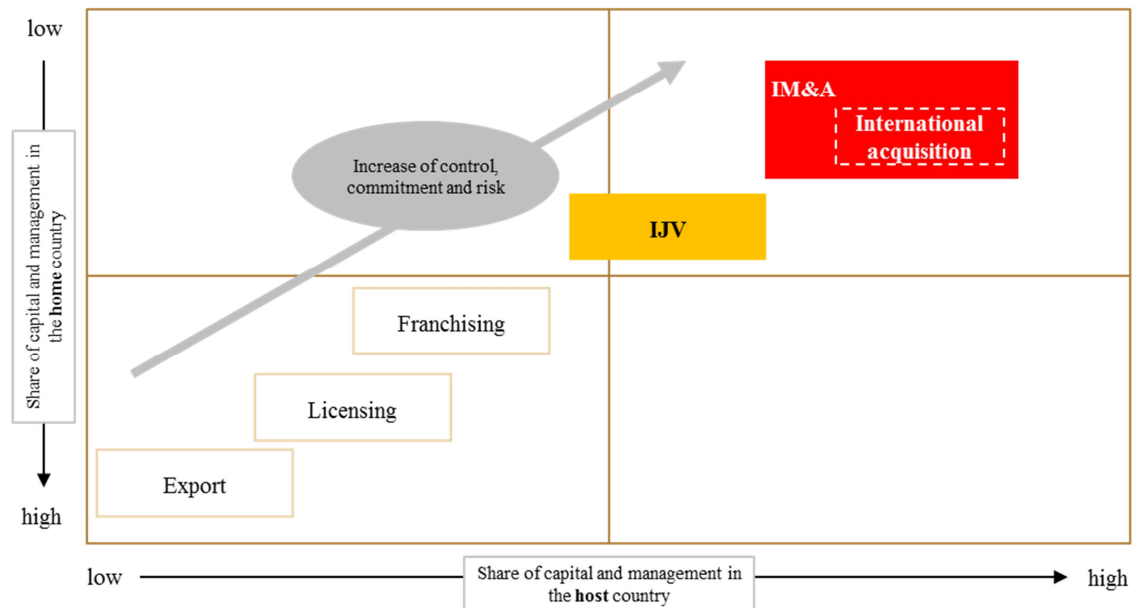 low
Share of capital and management in
the home country
high
IM&A
International
acquisition
Increase of control,
commitment and risk
IJV
Franchising
Licensing
Export
low
Share of capital and management in
the host country
high